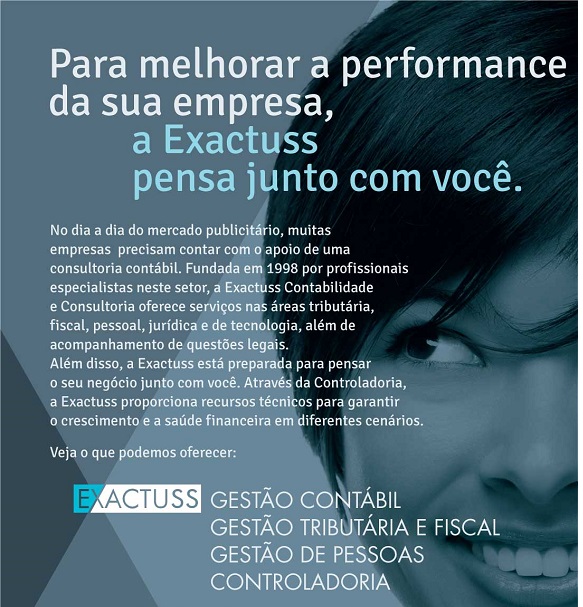 Para melhorar a performance
da sua empresa,
a Exactuss
pensa junto com você.
No dia a dia do mercado publicitário, muitas
empresas precisam contar com o apoio de uma
consultoria contábil. Fundada em 1998 por profissionais
especialistas neste setor, a Exactuss Contabilidade
e Consultoria oferece serviços nas áreas tributária,
fiscal, pessoal, jurídica e de tecnologia, além de
acompanhamento de questões legais.
Além disso, a Exactuss está preparada para pensar
o seu negócio junto com você. Através da Controladoria,
a Exactuss proporciona recursos técnicos para garantir
o crescimento e a saúde financeira em diferentes cenários.
Veja o que podemos oferecer:
EXACTUSS GESTÃO CONTÁBIL
GESTÃO TRIBUTÁRIA E FISCAL
GESTÃO DE PESSOAS
CONTROLADORIA